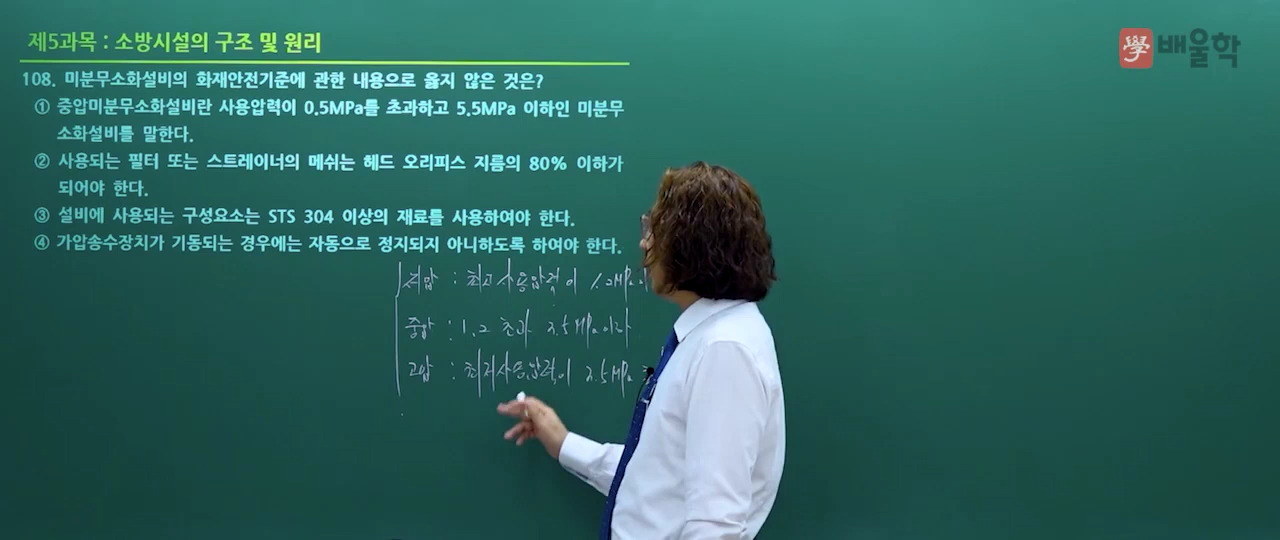 제5과목 : 소방시설의 구조 및 원리
學 배울학
108. 미분무소화설비의 화재안전기준에 관한 내용으로 옳지 않은 것은?
① 중압미분무소화설비란 사용압력이 0.5MPa를 초과하고 5.5MPa 이하인 미분무
소화설비를 말한다.
② 사용되는 필터 또는 스트레이너의 메쉬는 헤드 오리피스 지름의 80% 이하가
되어야 한다.
③ 설비에 사용되는 구성요소는 STS 304 이상의 재료를 사용하여야 한다.
④ 가압송수장치가 기동되는 경우에는 자동으로 정지되지 아니하도록 하여야 한다.
저압 : 최고사용압력이 1.2MPa 이
중압 : 1.2 초과 3.5MPa 이하
고압 : 최저사용압력이 3.5MPa